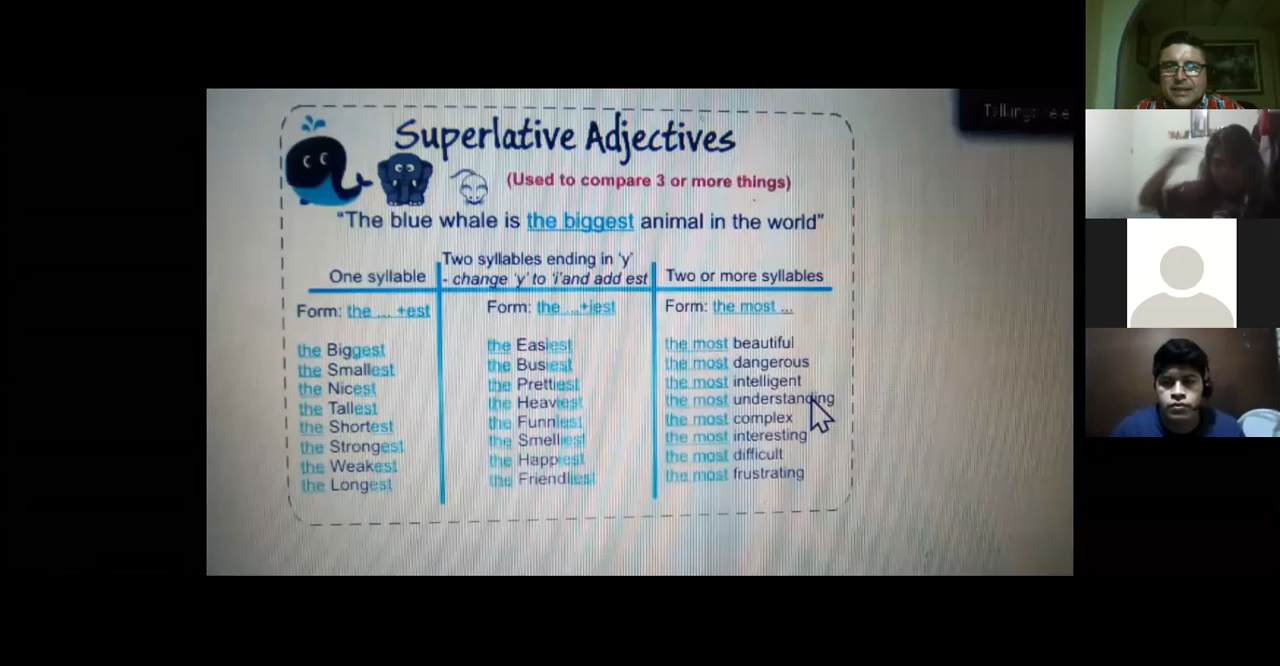 Superlative Adjectives
(Used to compare 3 or more things)
"The blue whale is the biggest animal in the world"
One syllable
Form: the ... +est
the Biggest
the Smallest
the Nicest
the Tallest
the Shortest
the Strongest
the Weakest
the Longest
Two syllables ending in 'y'
- change 'y' to 'i'and add est
Form: the ...+iest
the Easiest
the Busiest
the Prettiest
the Heaviest
the Funniest
the Smelliest
the Happiest
the Friendliest
Two or more syllables
Form: the most ...
the most beautiful
the most dangerous
the most intelligent
the most understanding
the most complex
the most interesting
the most difficult
the most frustrating
Talking: